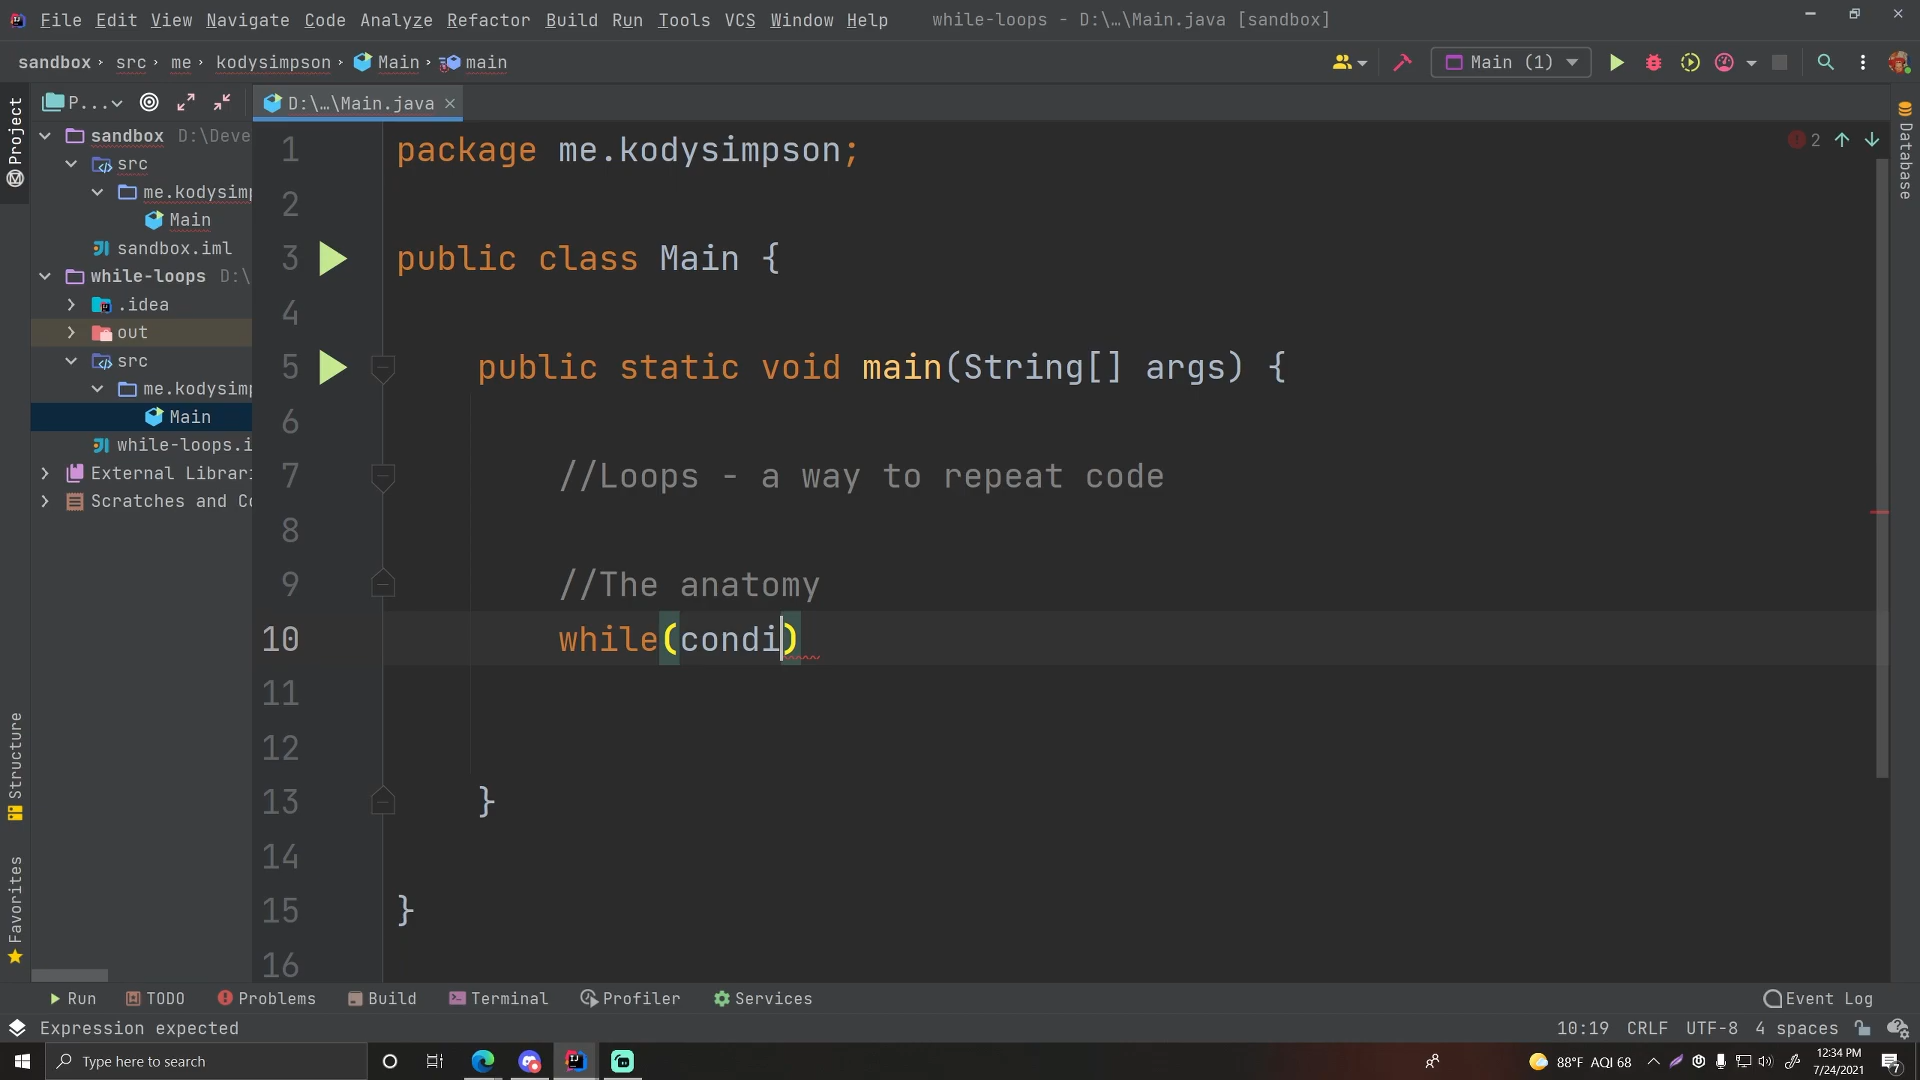 File Edit View Navigate Code Analyze Refactor Build Run Tools VCS Window Help while-loops - D:\...\Main.java [sandbox]
sandbox src me kodysimpson Main main Main (1)
P... D:\...\Main.java
Project
sandbox D:\Deve
src
me.kodysimp
Main
sandbox.iml
while-loops D:\
.idea
out
src
me.kodysimp
Main
while-loops.i
External Librari
Scratches and Co
Structure
Favorites
1 package me.kodysimpson;
2
3 public class Main {
4
5 public static void main(String[] args) {
6
7 //Loops - a way to repeat code
8
9 //The anatomy
10 while(condi)
11
12
13 }
14
15 }
16
2
Database
Run TODO Problems Build Terminal Profiler Services Event Log
Expression expected 10:19 CRLF UTF-8 4 spaces
Type here to search 88°F AQI 68 12:34 PM
7/24/2021
7